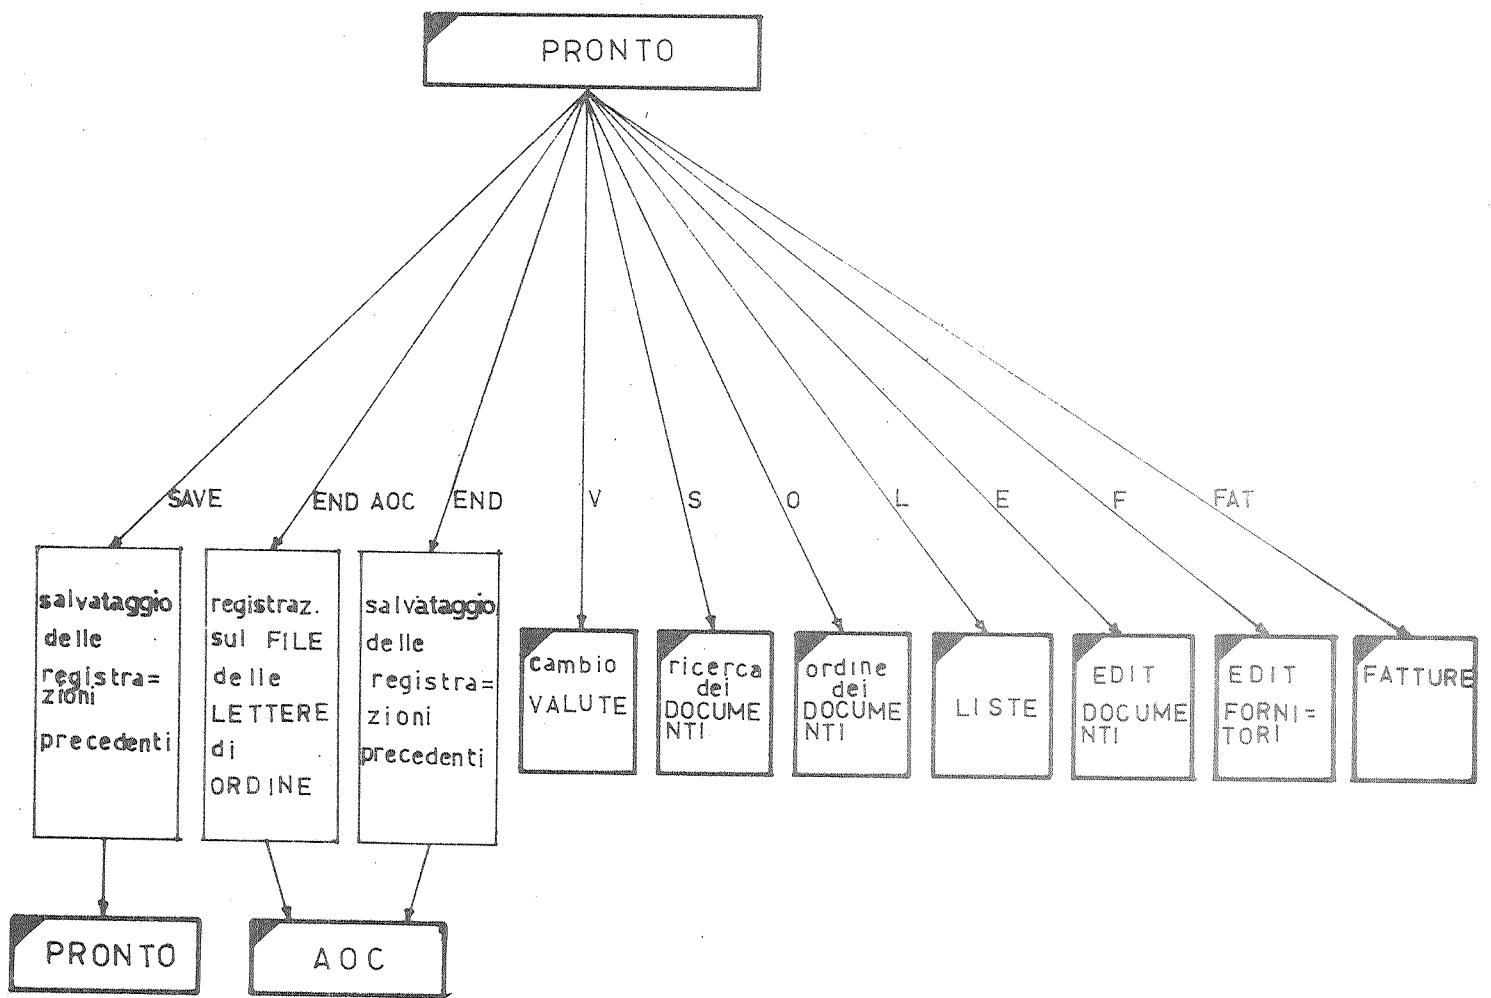 PRONTO
SAVE
END AOC
END
V
S
O
L
E
F
FAT
salvataggio
delle
registra=
zioni
precedenti
registraz.
sul FILE
delle
LETTERE
di
ORDINE
salvataggio
delle
registra=
zioni
precedenti
cambio
VALUTE
ricerca
dei
DOCUME
NTI
ordine
dei
DOCUME
NTI
LISTE
EDIT
DOCUME
NTI
EDIT
FORNI=
TORI
FATTURE
PRONTO
AOC